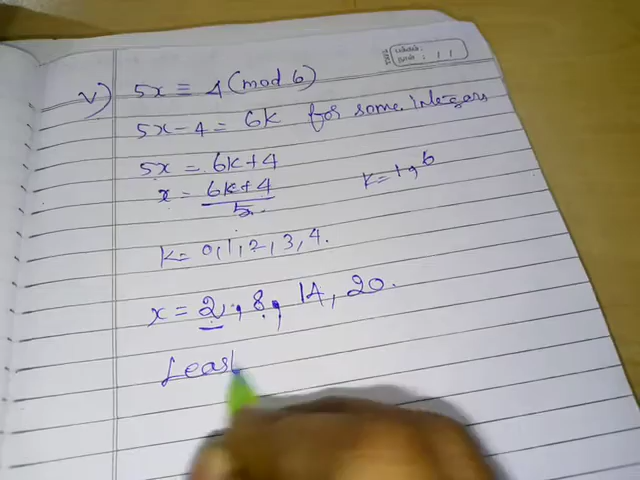 v) 5x ≡ 4 (mod 6)
5x-4 = 6k for some integers
5x = 6k+4
x = 6k+4 / 5
k=1, 6
k= 0,1,2,3,4.
x = 2, 8, 14, 20.
Least